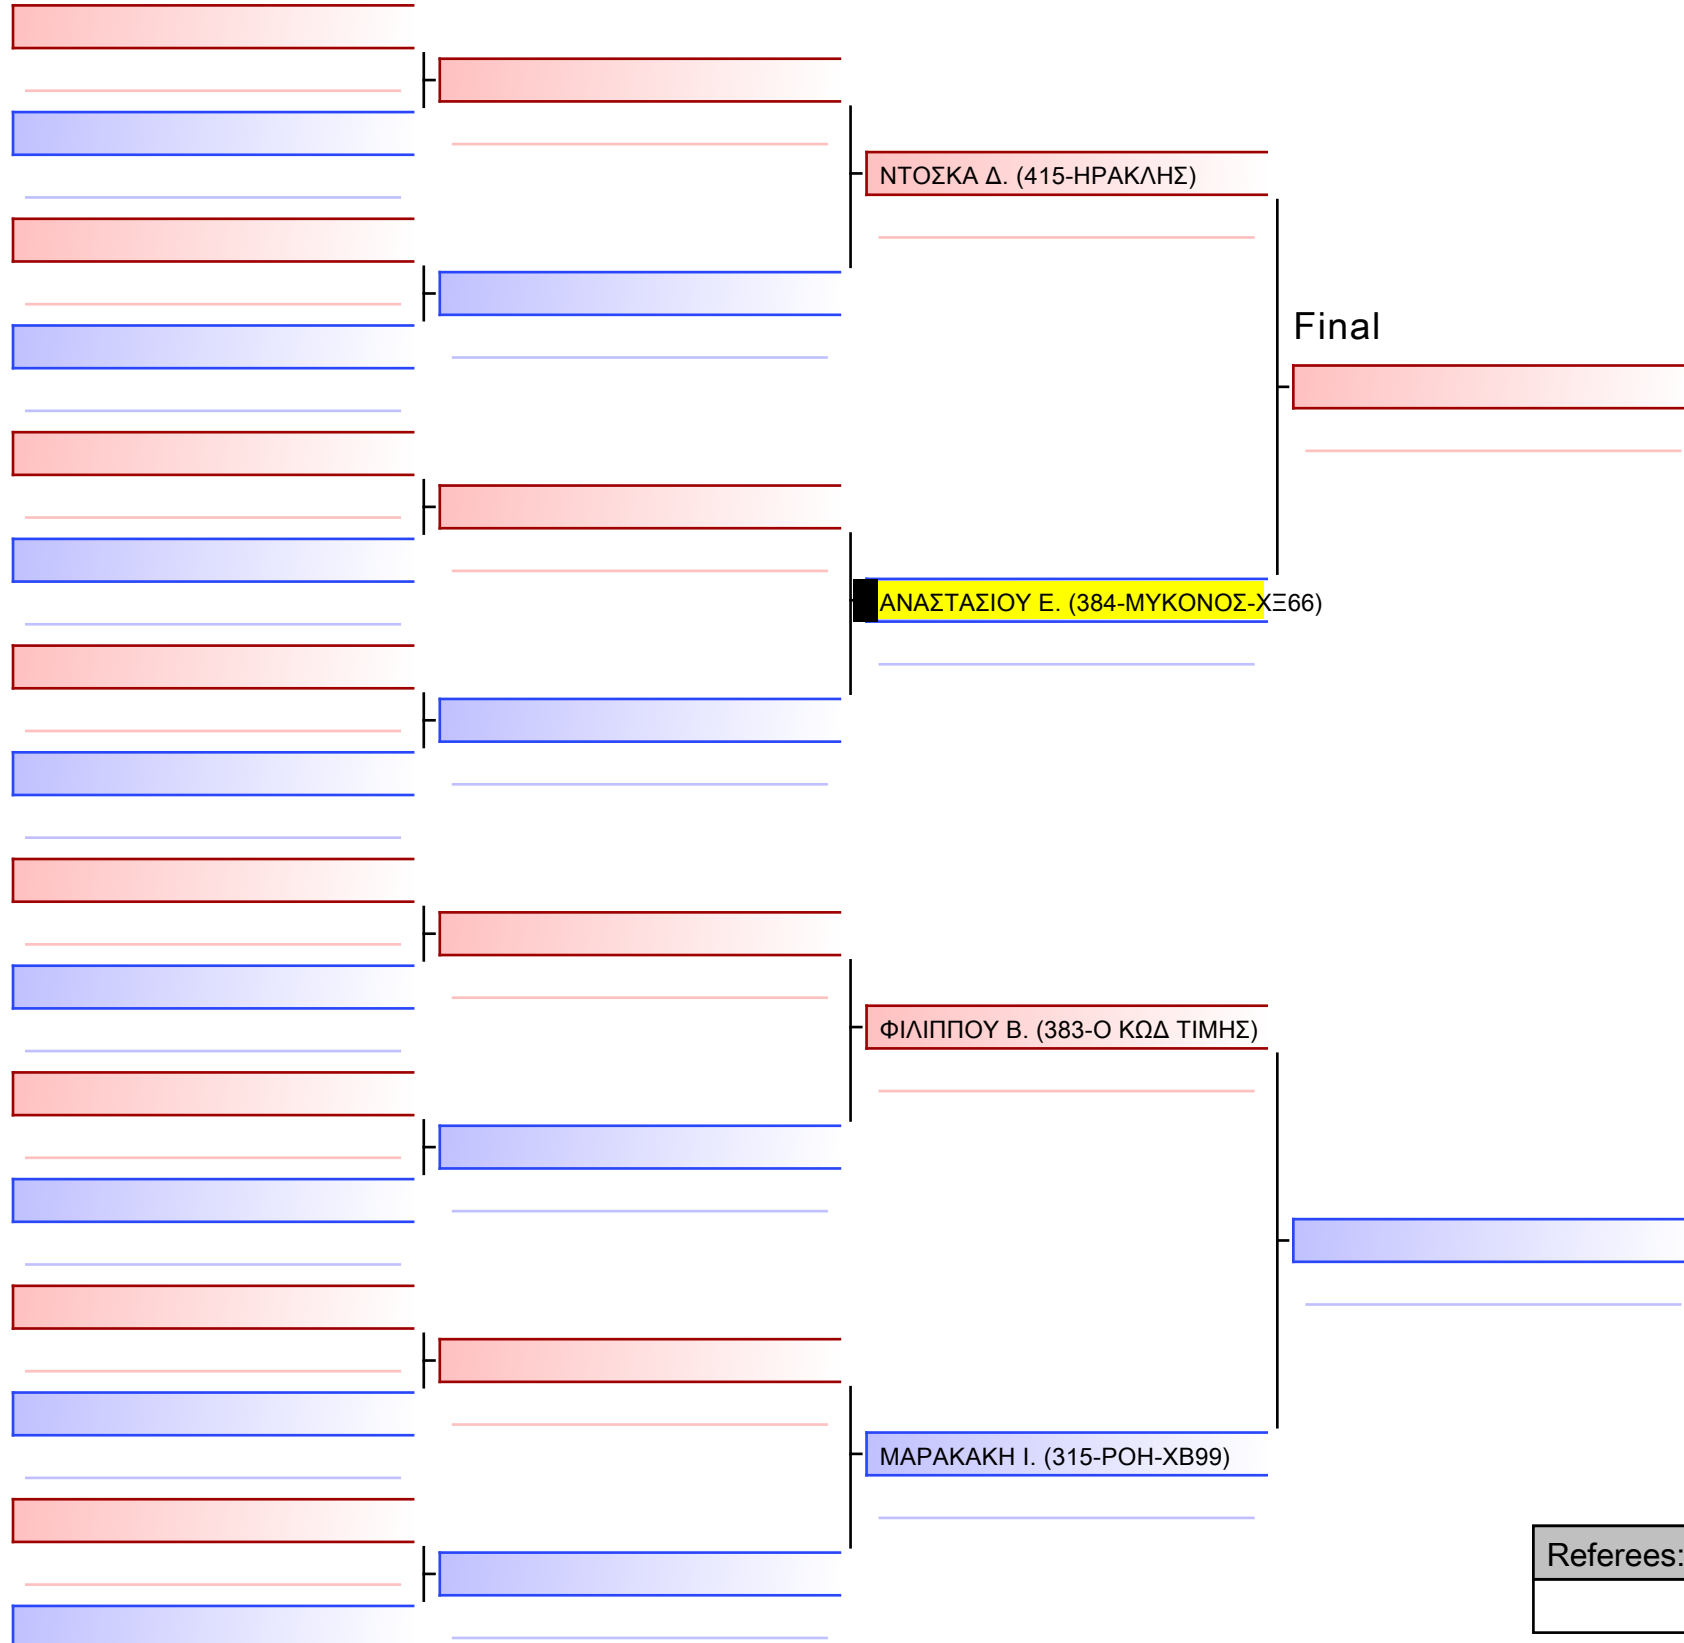 ΝΤΟΣΚΑ Δ. (415-ΗΡΑΚΛΗΣ)
Final
ΑΝΑΣΤΑΣΙΟΥ Ε. (384-ΜΥΚΟΝΟΣ-ΧΞ66)
ΦΙΛΙΠΠΟΥ Β. (383-Ο ΚΩΔ ΤΙΜΗΣ)
ΜΑΡΑΚΑΚΗ Ι. (315-ΡΟΗ-ΧΒ99)
Referees: